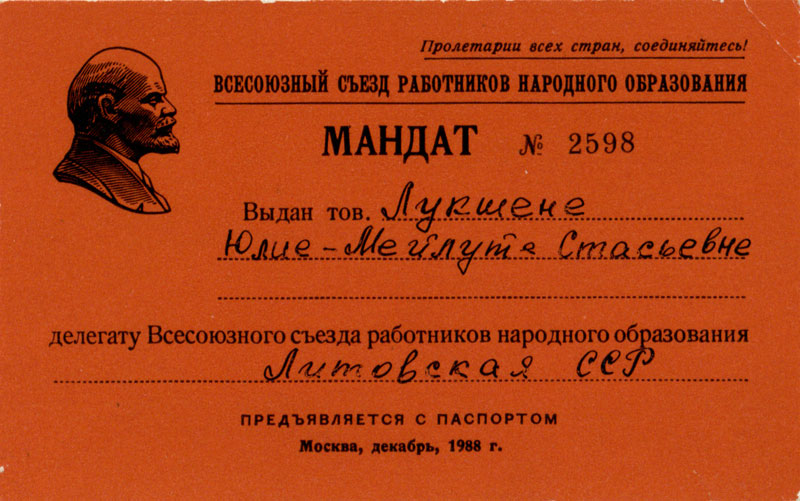 Пролетарии всех стран, соединяйтесь!
ВСЕСОЮЗНЫЙ СЪЕЗД РАБОТНИКОВ НАРОДНОГО ОБРАЗОВАНИЯ
МАНДАТ № 2598
Выдан тов. Лукшене
Юлие-Мейлуте Стасьевне
делегату Всесоюзного съезда работников народного образования
Литовская ССР
ПРЕДЪЯВЛЯЕТСЯ С ПАСПОРТОМ
Москва, декабрь, 1988 г.